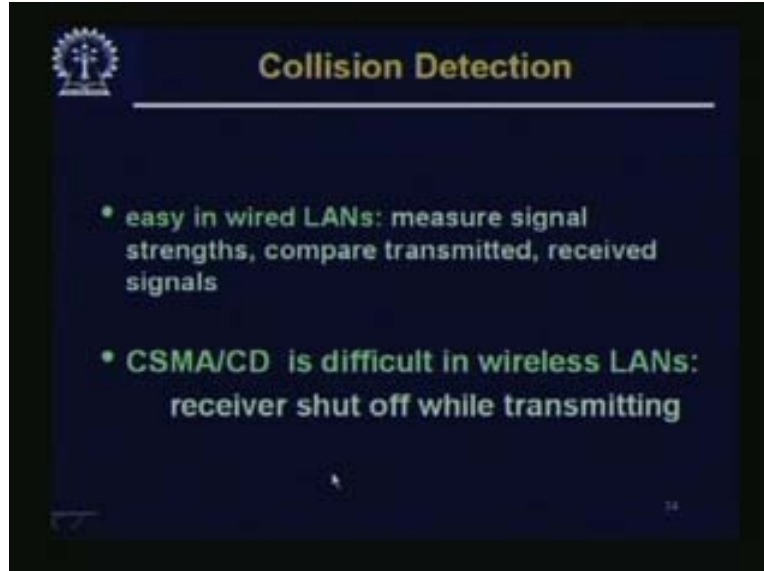 Collision Detection
• easy in wired LANs: measure signal
strengths, compare transmitted, received
signals
• CSMA/CD is difficult in wireless LANs:
receiver shut off while transmitting